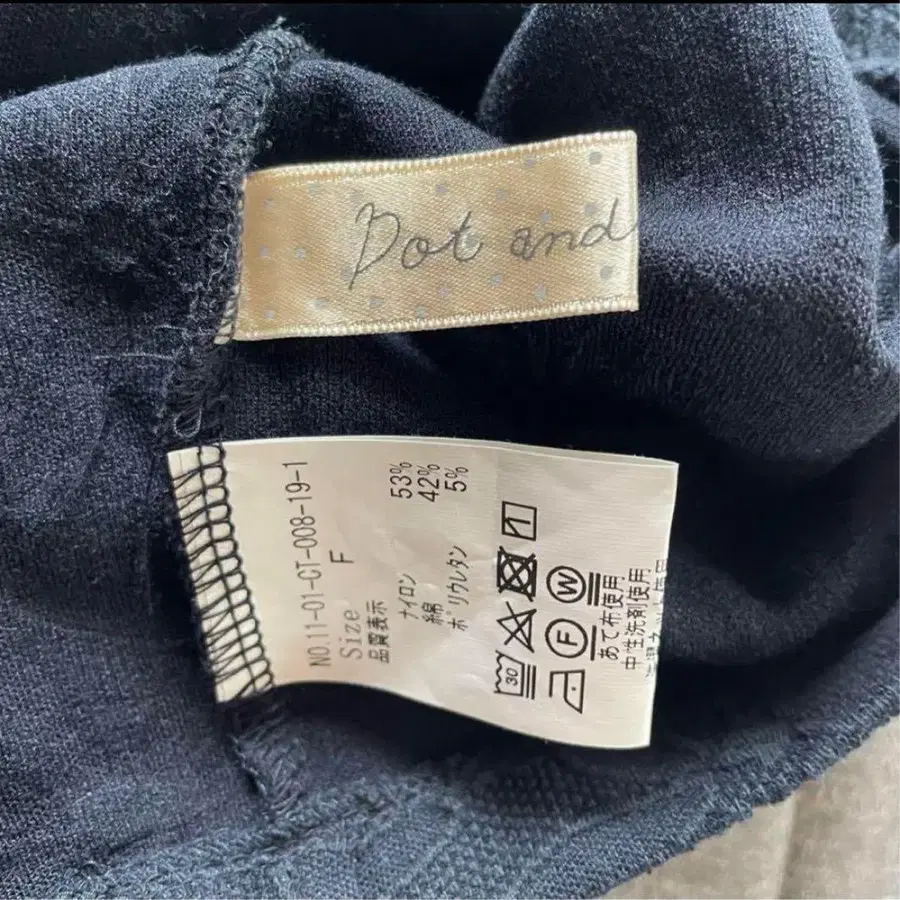 Dot and
NO.11-01-CT-008-19-1
Size F
品質表示
ナイロン 53%
綿 42%
ポリウレタン 5%
30
F W
あて布使用
中性洗剤使用